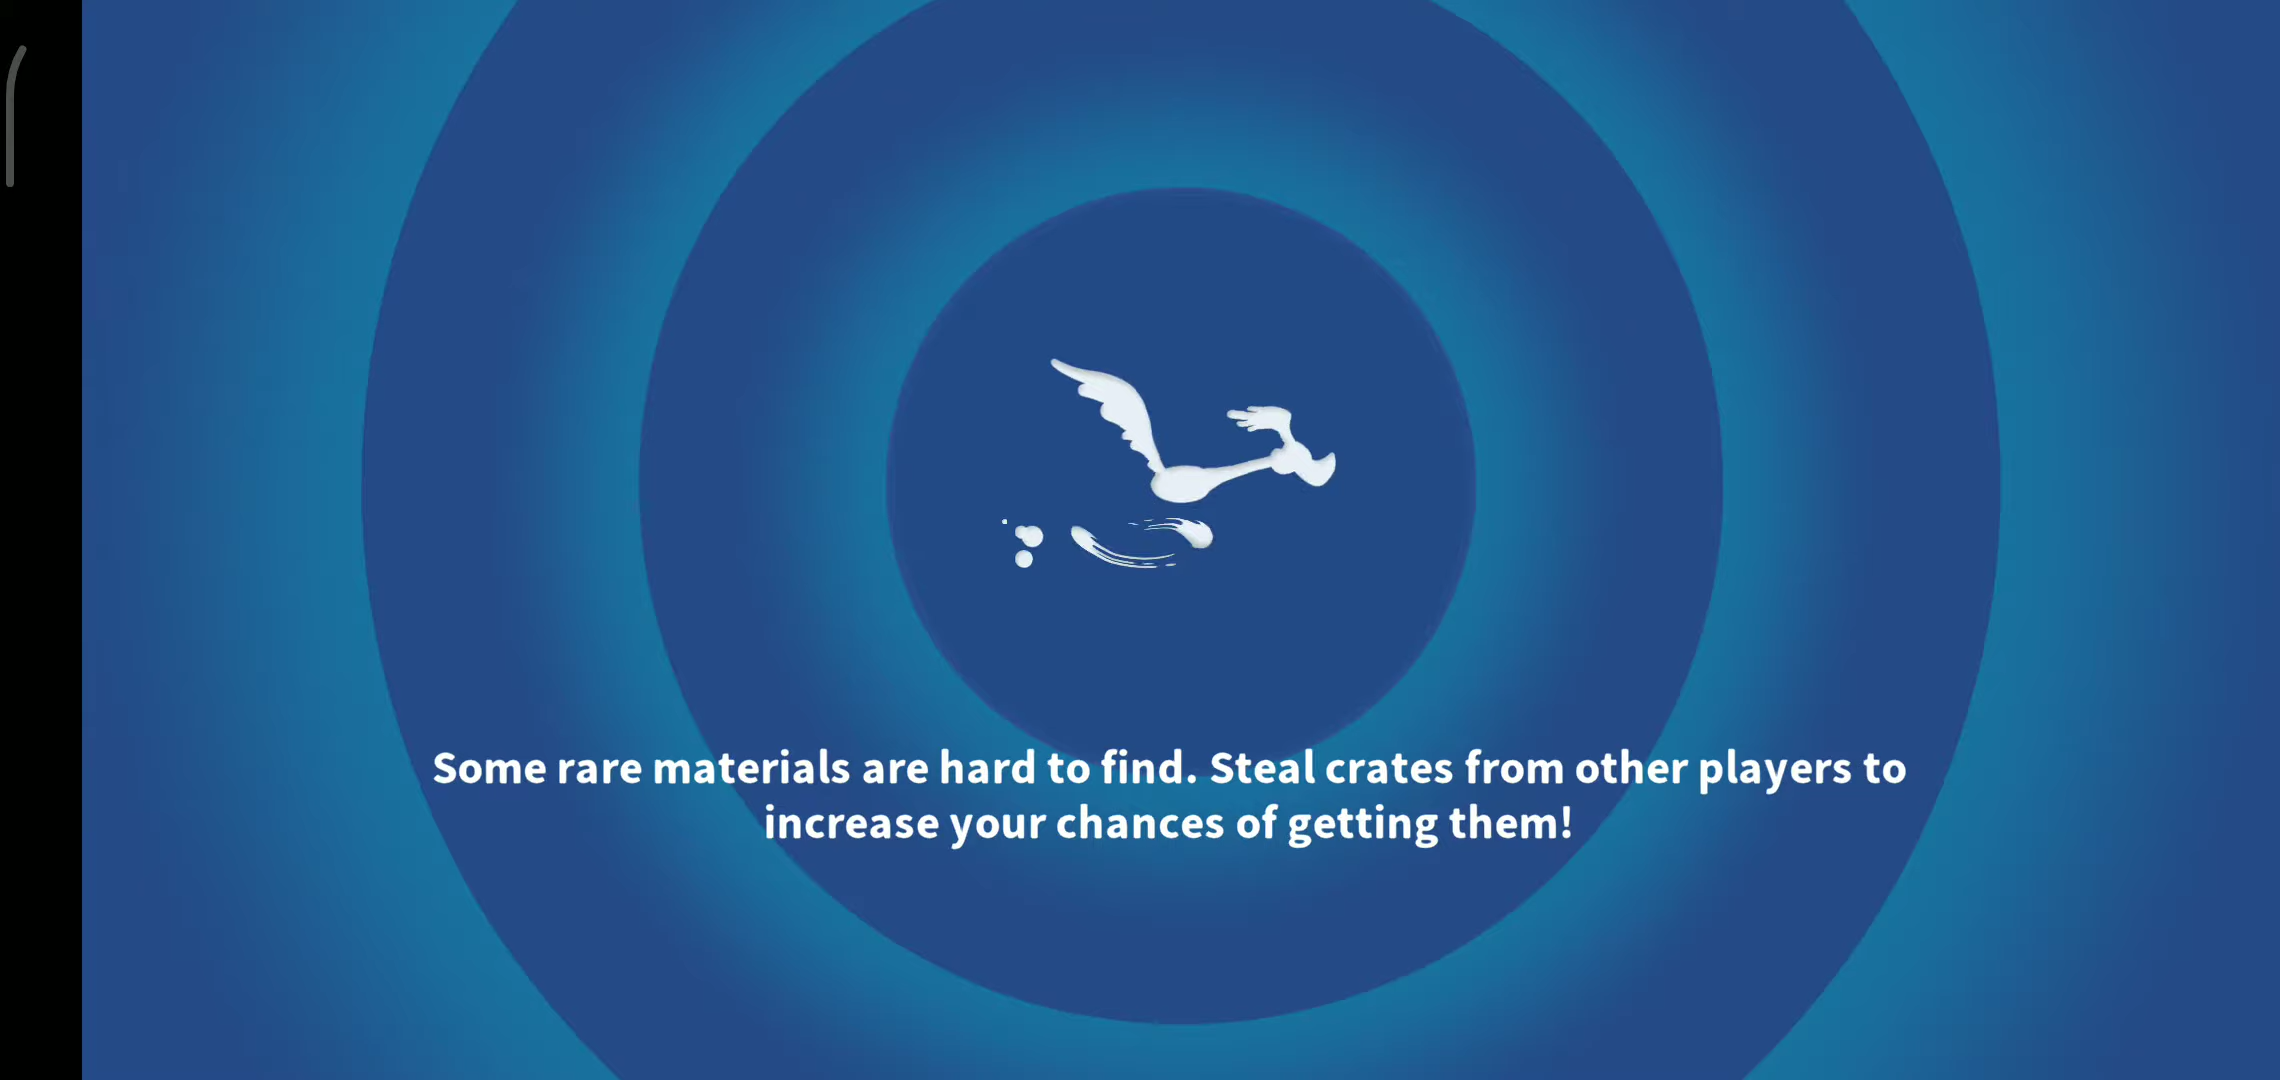 Some rare materials are hard to find. Steal crates from other players to
increase your chances of getting them!